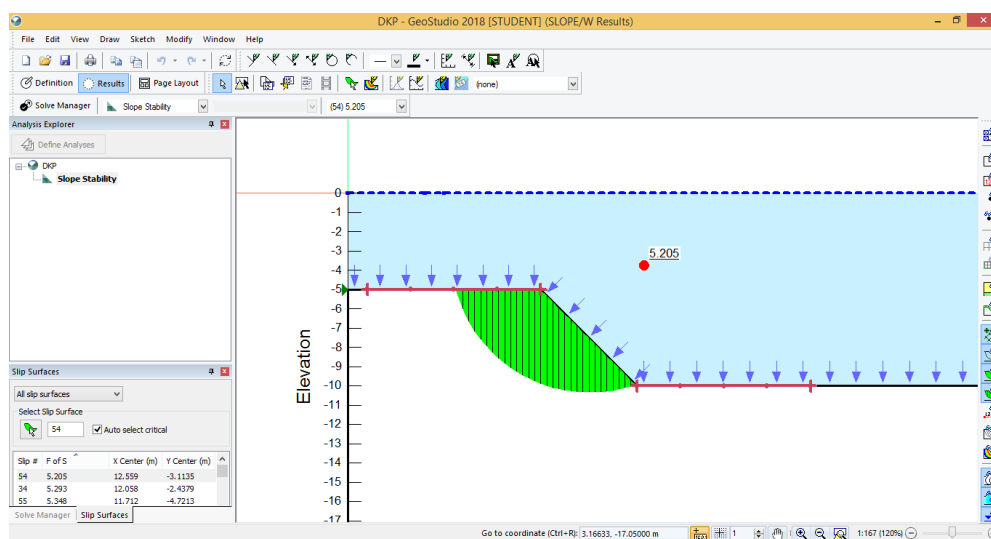 DKP - GeoStudio 2018 [STUDENT] (SLOPE/W Results)
File Edit View Draw Sketch Modify Window Help
Definition Results Page Layout (none)
Solve Manager Slope Stability (54) 5.205
Analysis Explorer
Define Analyses
DKP
Slope Stability
Slip Surfaces
All slip surfaces
Select Slip Surface
54 Auto select critical
Slip # F of S X Center (m) Y Center (m)
54 5.205 12.559 -3.1135
34 5.293 12.058 -2.4379
55 5.348 11.712 -4.7213
Solve Manager Slip Surfaces
Elevation
0
-1
-2
-3
-4
-5
-6
-7
-8
-9
-10
-11
-12
-13
-14
-15
-16
-17
5.205
Go to coordinate (Ctrl+R): 3.16633, -17.05000 m 1 1:167 (120%)